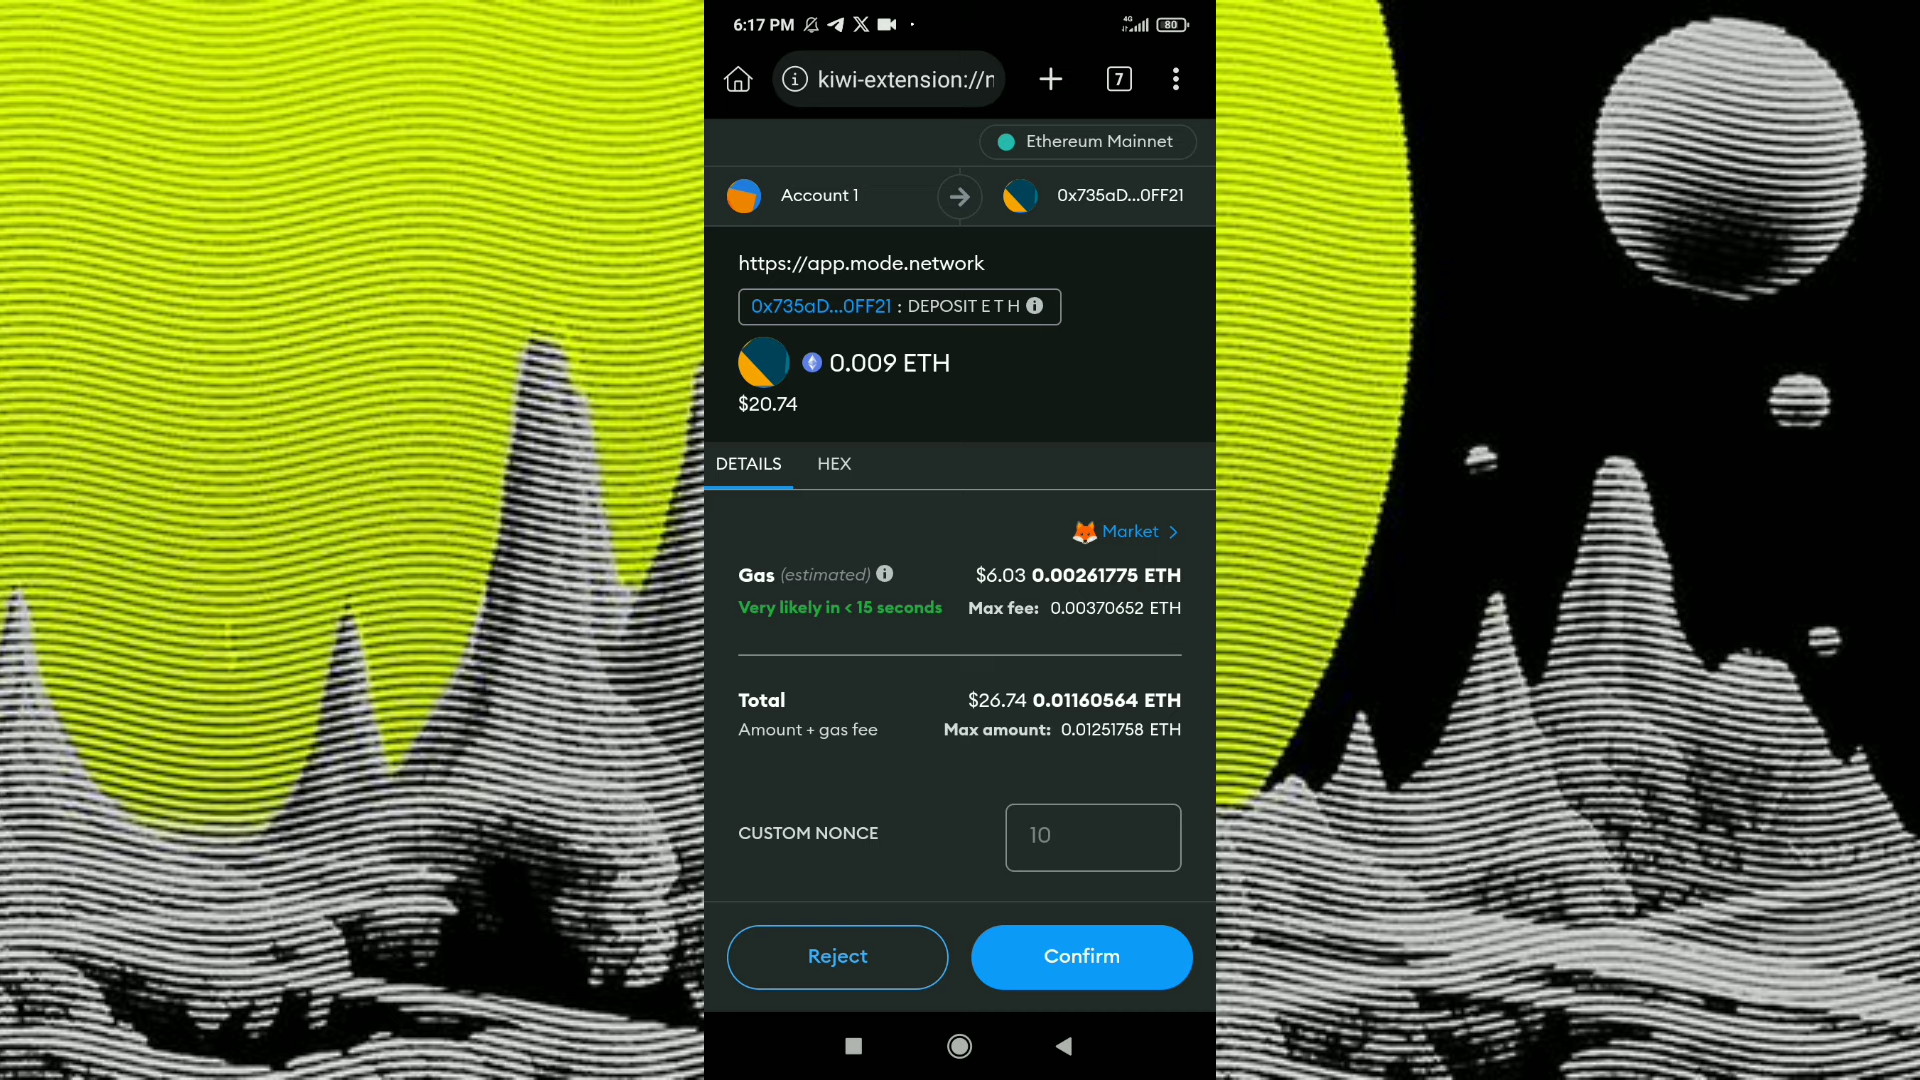 6:17 PM
4G
80
kiwi-extension://n
7
Ethereum Mainnet
Account 1
0x735aD...0FF21
https://app.mode.network
0x735aD...0FF21 : DEPOSIT E T H
0.009 ETH
$20.74
DETAILS
HEX
Market >
Gas (estimated) $6.03 0.00261775 ETH
Very likely in < 15 seconds Max fee: 0.00370652 ETH
Total $26.74 0.01160564 ETH
Amount + gas fee Max amount: 0.01251758 ETH
CUSTOM NONCE 10
Reject
Confirm